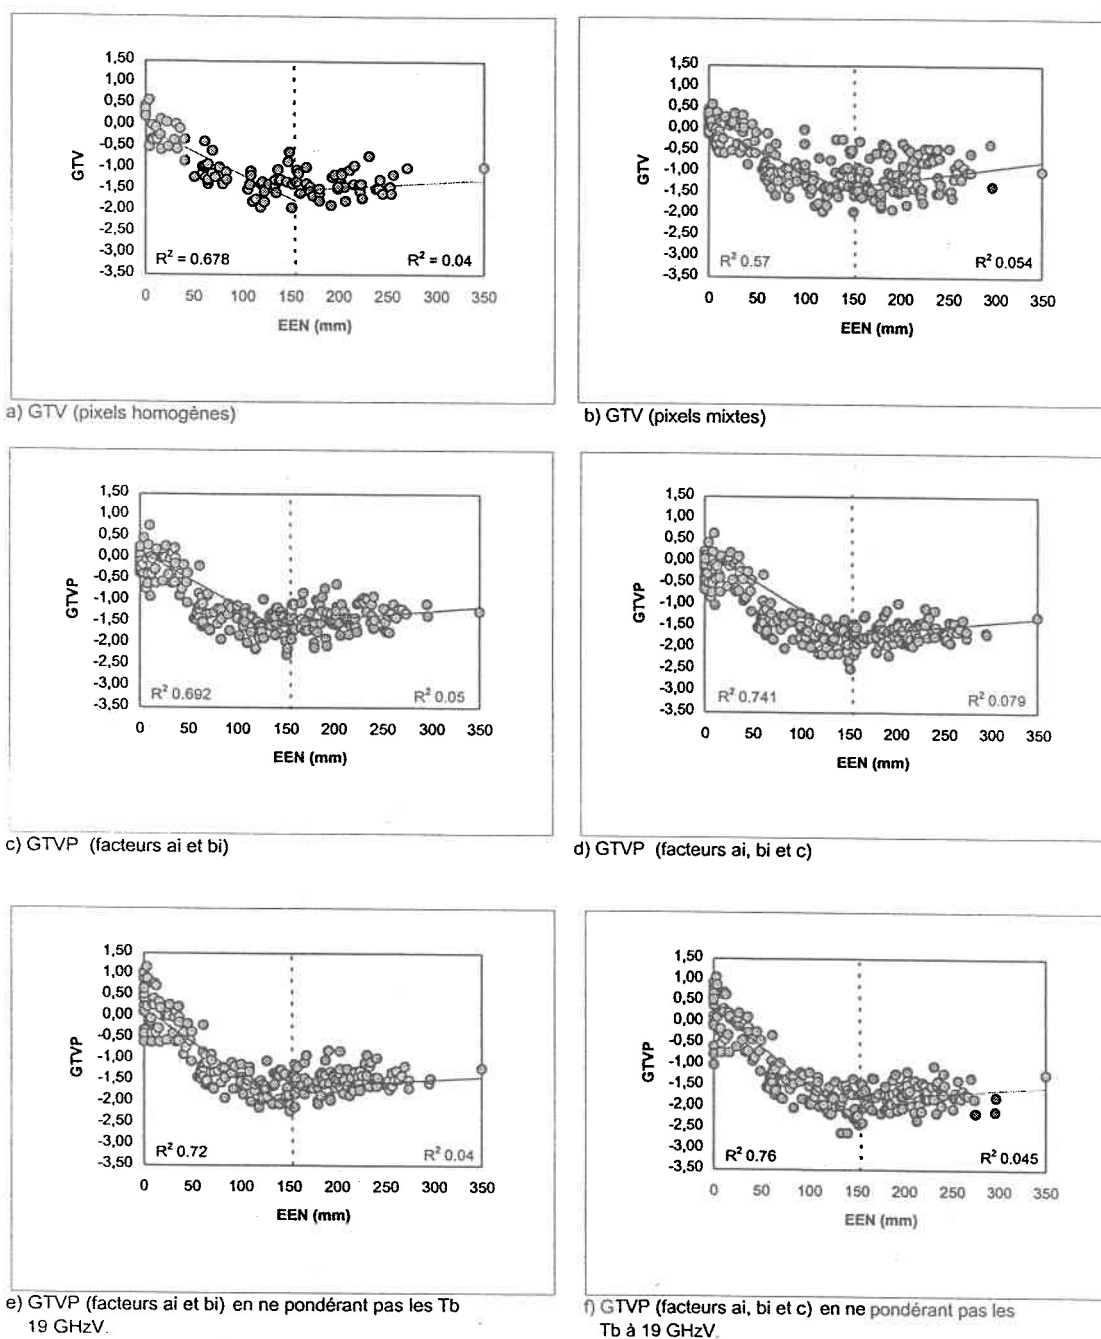 1,50
1,00
0,50
0,00
-0,50
-1,00
-1,50
-2,00
-2,50
-3,00
-3,50
GTV
R² = 0.678
R² = 0.04
0 50 100 150 200 250 300 350
EEN (mm)
a) GTV (pixels homogènes)
1,50
1,00
0,50
0,00
-0,50
-1,00
-1,50
-2,00
-2,50
-3,00
-3,50
GTV
R² 0.57
R² 0.054
0 50 100 150 200 250 300 350
EEN (mm)
b) GTV (pixels mixtes)
1,50
1,00
0,50
0,00
-0,50
-1,00
-1,50
-2,00
-2,50
-3,00
-3,50
GTVP
R² 0.692
R² 0.05
0 50 100 150 200 250 300 350
EEN (mm)
c) GTVP (facteurs ai et bi)
1,50
1,00
0,50
0,00
-0,50
-1,00
-1,50
-2,00
-2,50
-3,00
-3,50
GTVP
R² 0.741
R² 0.079
0 50 100 150 200 250 300 350
EEN (mm)
d) GTVP (facteurs ai, bi et c)
1,50
1,00
0,50
0,00
-0,50
-1,00
-1,50
-2,00
-2,50
-3,00
-3,50
GTVP
R² 0.72
R² 0.04
0 50 100 150 200 250 300 350
EEN (mm)
e) GTVP (facteurs ai et bi) en ne pondérant pas les Tb
19 GHzV.
1,50
1,00
0,50
0,00
-0,50
-1,00
-1,50
-2,00
-2,50
-3,00
-3,50
GTVP
R² 0.76
R² 0.045
0 50 100 150 200 250 300 350
EEN (mm)
f) GTVP (facteurs ai, bi et c) en ne pondérant pas les
Tb à 19 GHzV.